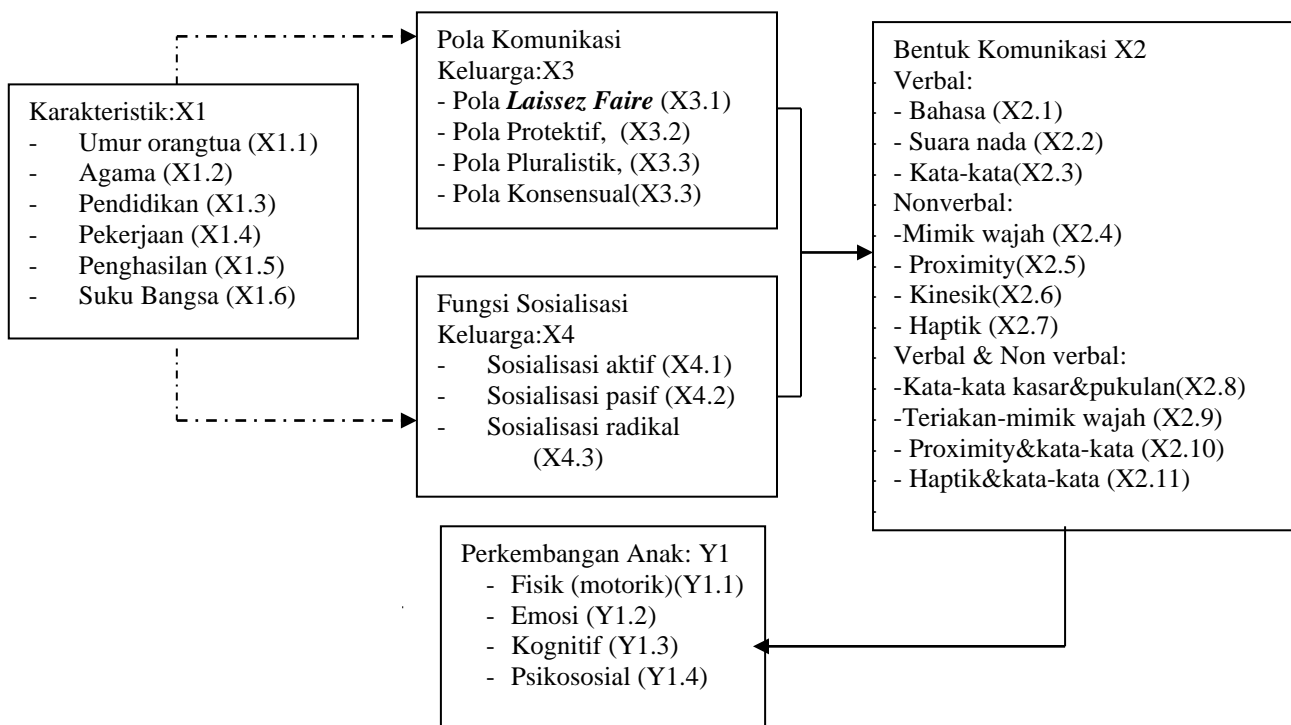 Karakteristik:X1
- Umur orangtua (X1.1)
- Agama (X1.2)
- Pendidikan (X1.3)
- Pekerjaan (X1.4)
- Penghasilan (X1.5)
- Suku Bangsa (X1.6)
Pola Komunikasi
Keluarga:X3
- Pola Laissez Faire (X3.1)
- Pola Protektif, (X3.2)
- Pola Pluralistik, (X3.3)
- Pola Konsensual(X3.3)
Fungsi Sosialisasi
Keluarga:X4
- Sosialisasi aktif (X4.1)
- Sosialisasi pasif (X4.2)
- Sosialisasi radikal
(X4.3)
Bentuk Komunikasi X2
Verbal:
- Bahasa (X2.1)
- Suara nada (X2.2)
- Kata-kata(X2.3)
Nonverbal:
-Mimik wajah (X2.4)
- Proximity(X2.5)
- Kinesik(X2.6)
- Haptik (X2.7)
Verbal & Non verbal:
-Kata-kata kasar&pukulan(X2.8)
-Teriakan-mimik wajah (X2.9)
- Proximity&kata-kata (X2.10)
- Haptik&kata-kata (X2.11)
Perkembangan Anak: Y1
- Fisik (motorik)(Y1.1)
- Emosi (Y1.2)
- Kognitif (Y1.3)
- Psikososial (Y1.4)